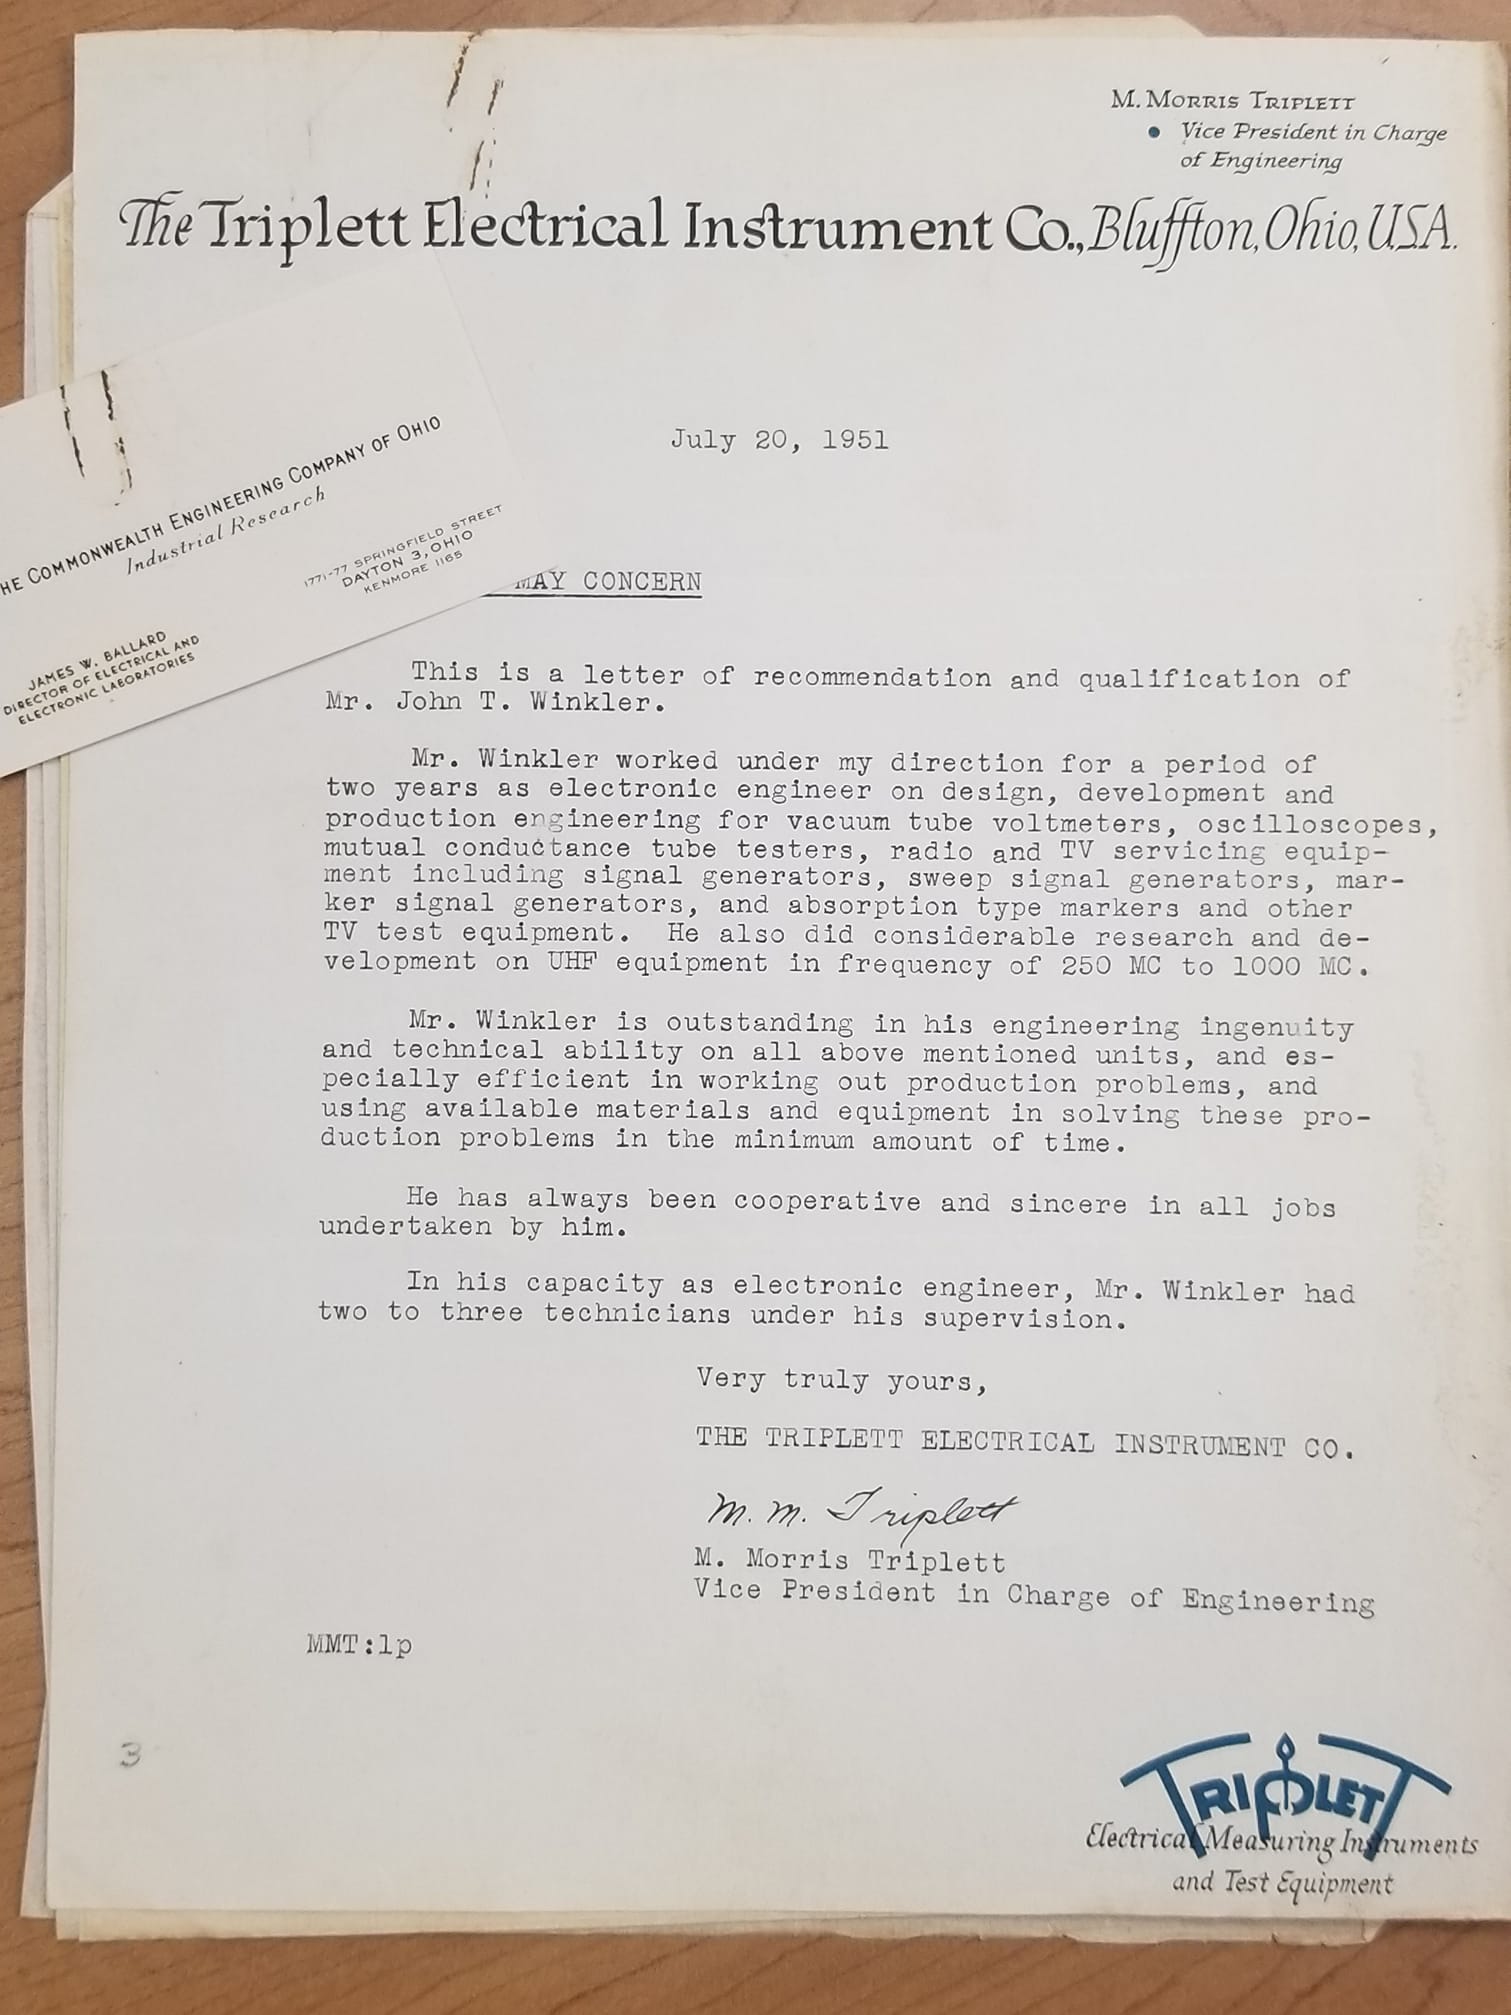 M. MORRIS TRIPLETT
• Vice President in Charge
of Engineering
The Triplett Electrical Instrument Co., Bluffton, Ohio, U.S.A.
July 20, 1951
HE COMMONWEALTH ENGINEERING COMPANY OF OHIO
Industrial Research
1771-77 SPRINGFIELD STREET
DAYTON 3, OHIO
KENMORE 1165
JAMES W. BALLARD
DIRECTOR OF ELECTRICAL AND
ELECTRONIC LABORATORIES
MAY CONCERN
This is a letter of recommendation and qualification of
Mr. John T. Winkler.
Mr. Winkler worked under my direction for a period of
two years as electronic engineer on design, development and
production engineering for vacuum tube voltmeters, oscilloscopes,
mutual conductance tube testers, radio and TV servicing equip-
ment including signal generators, sweep signal generators, mar-
ker signal generators, and absorption type markers and other
TV test equipment. He also did considerable research and de-
velopment on UHF equipment in frequency of 250 MC to 1000 MC.
Mr. Winkler is outstanding in his engineering ingenuity
and technical ability on all above mentioned units, and es-
pecially efficient in working out production problems, and
using available materials and equipment in solving these pro-
duction problems in the minimum amount of time.
He has always been cooperative and sincere in all jobs
undertaken by him.
In his capacity as electronic engineer, Mr. Winkler had
two to three technicians under his supervision.
Very truly yours,
THE TRIPLETT ELECTRICAL INSTRUMENT CO.
M. M. Triplett
M. Morris Triplett
Vice President in Charge of Engineering
MMT:lp
3
TRIPLETT
Electrical Measuring Instruments
and Test Equipment